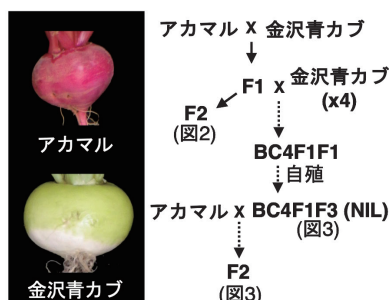 アカマル
金沢青カブ
アカマル x 金沢青カブ
F1 x 金沢青カブ
(x4)
F2
(図2)
BC4F1F1
自殖
アカマル x BC4F1F3 (NIL)
(図3)
F2
(図3)